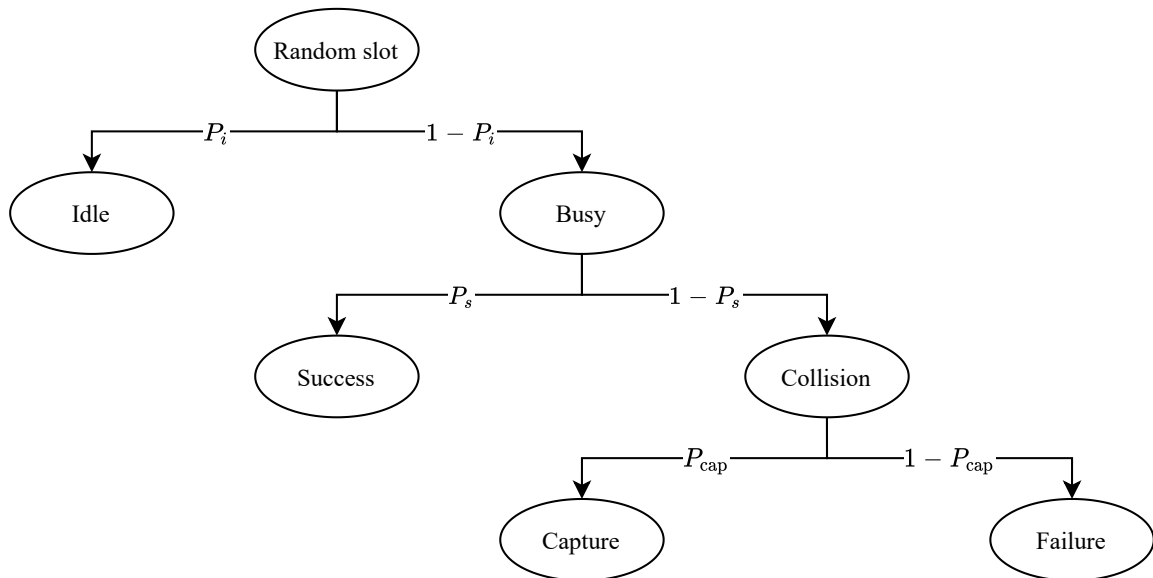 Random slot
P_i
1 − P_i
Idle
Busy
P_s
1 − P_s
Success
Collision
P_cap
1 − P_cap
Capture
Failure